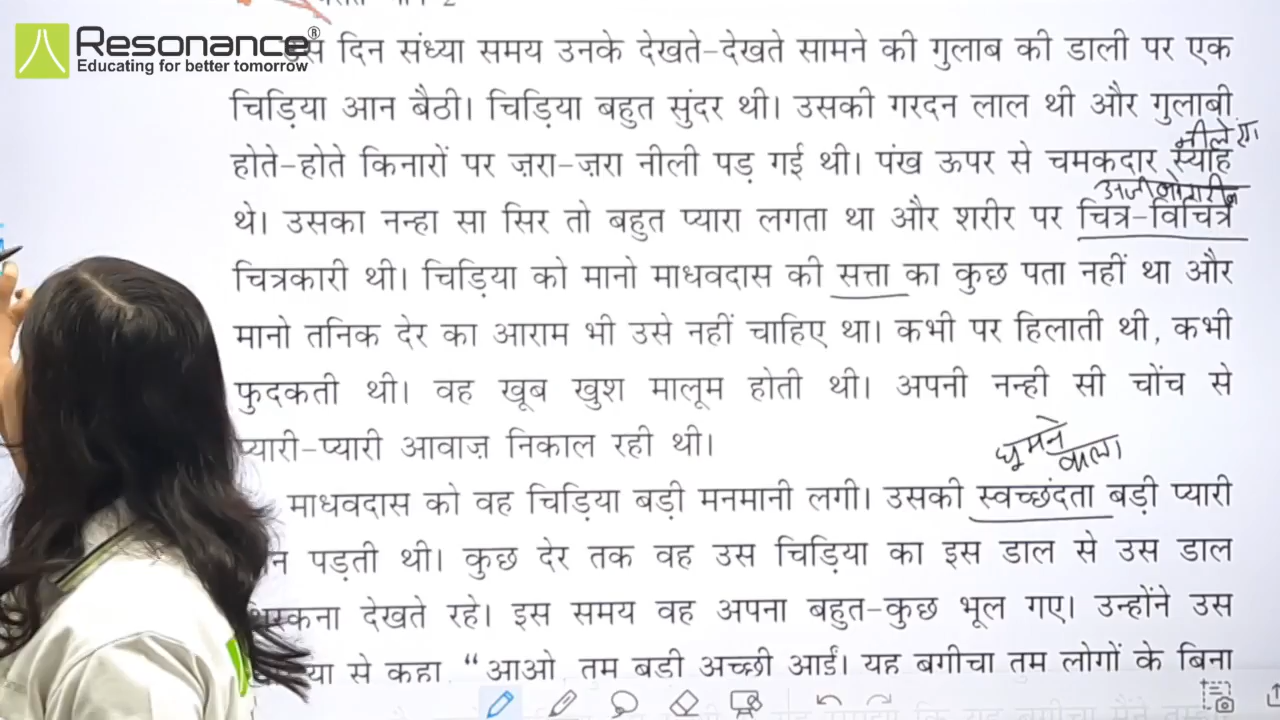 Resonance®
Educating for better tomorrow
दिन संध्या समय उनके देखते-देखते सामने की गुलाब की डाली पर एक
चिड़िया आन बैठी। चिड़िया बहुत सुंदर थी। उसकी गरदन लाल थी और गुलाबी
नीले
होते-होते किनारों पर ज़रा-ज़रा नीली पड़ गई थी। पंख ऊपर से चमकदार स्याह
थे। उसका नन्हा सा सिर तो बहुत प्यारा लगता था और शरीर पर चित्र-विचित्र
चित्रकारी थी। चिड़िया को मानो माधवदास की सत्ता का कुछ पता नहीं था और
मानो तनिक देर का आराम भी उसे नहीं चाहिए था। कभी पर हिलाती थी, कभी
फुदकती थी। वह खूब खुश मालूम होती थी। अपनी नन्ही सी चोंच से
प्यारी-प्यारी आवाज़ निकाल रही थी।
घूमने
वाला
माधवदास को वह चिड़िया बड़ी मनमानी लगी। उसकी स्वच्छंदता बड़ी प्यारी
पड़ती थी। कुछ देर तक वह उस चिड़िया का इस डाल से उस डाल
देखते रहे। इस समय वह अपना बहुत-कुछ भूल गए। उन्होंने उस
से कहा, “आओ, तुम बड़ी अच्छी आईं। यह बगीचा तुम लोगों के बिना